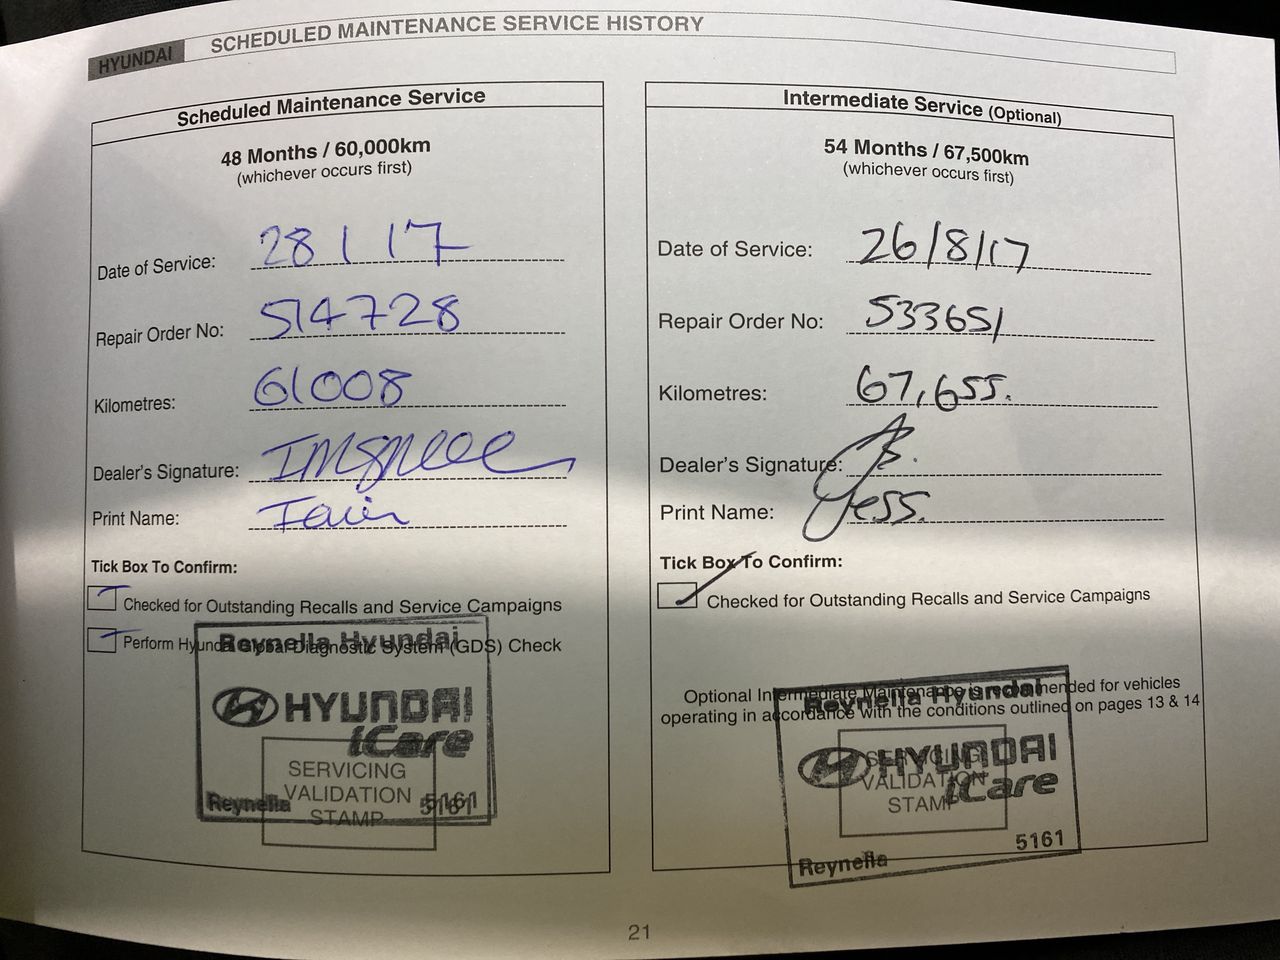 HYUNDAI
SCHEDULED MAINTENANCE SERVICE HISTORY
Scheduled Maintenance Service
48 Months / 60,000km
(whichever occurs first)
Date of Service: 28 1 17
Repair Order No: 514728
Kilometres: 61008
Dealer's Signature:
Print Name: Iain
Tick Box To Confirm:
Checked for Outstanding Recalls and Service Campaigns
Perform Hyundai Global Diagnostic System (GDS) Check
Reynella Hyundai
HYUNDAI
iCare
SERVICING
VALIDATION
STAMP
Reynella 5161
Intermediate Service (Optional)
54 Months / 67,500km
(whichever occurs first)
Date of Service: 26/8/17
Repair Order No: 533651
Kilometres: 67,655.
Dealer's Signature:
Print Name: Jess.
Tick Box To Confirm:
Checked for Outstanding Recalls and Service Campaigns
Optional Intermediate Maintenance is recommended for vehicles
operating in accordance with the conditions outlined on pages 13 & 14
Reynella Hyundai
HYUNDAI
iCare
SERVICING
VALIDATION
STAMP
5161
Reynella
21